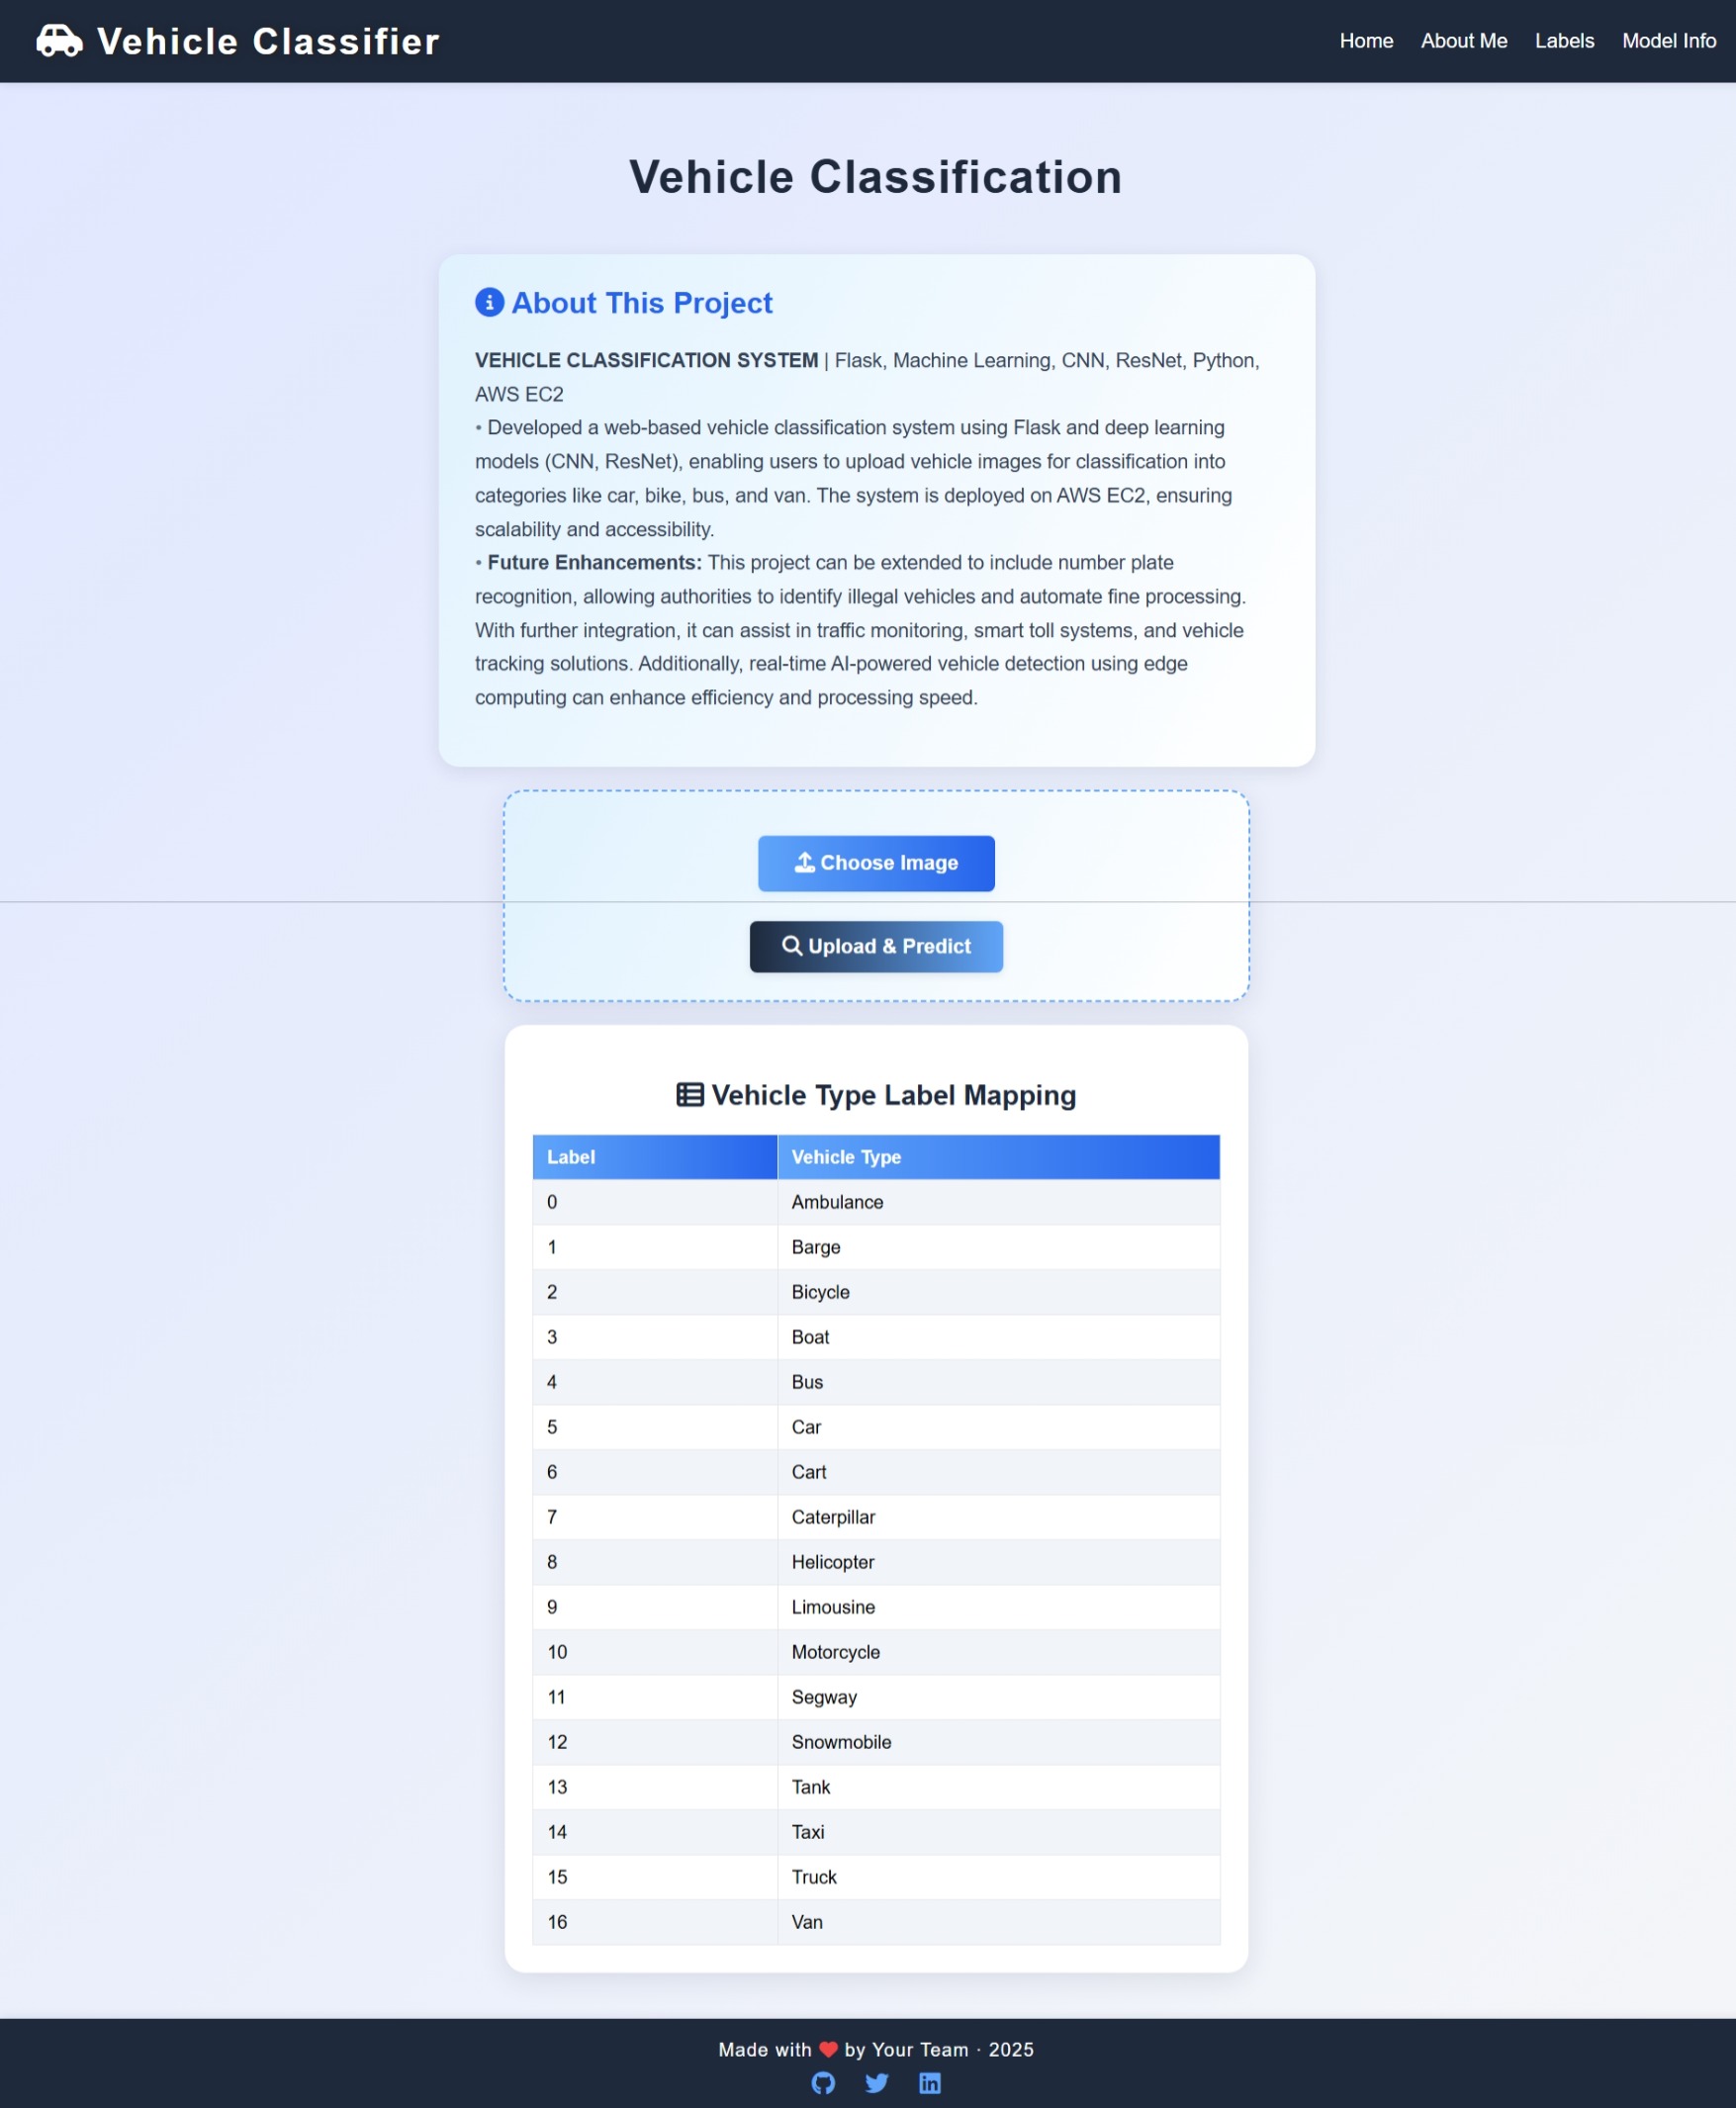 Vehicle Classifier
Home About Me Labels Model Info
Vehicle Classification
About This Project
VEHICLE CLASSIFICATION SYSTEM | Flask, Machine Learning, CNN, ResNet, Python,
AWS EC2
• Developed a web-based vehicle classification system using Flask and deep learning
models (CNN, ResNet), enabling users to upload vehicle images for classification into
categories like car, bike, bus, and van. The system is deployed on AWS EC2, ensuring
scalability and accessibility.
• Future Enhancements: This project can be extended to include number plate
recognition, allowing authorities to identify illegal vehicles and automate fine processing.
With further integration, it can assist in traffic monitoring, smart toll systems, and vehicle
tracking solutions. Additionally, real-time AI-powered vehicle detection using edge
computing can enhance efficiency and processing speed.
Choose Image
Upload & Predict
Vehicle Type Label Mapping
Label Vehicle Type
0 Ambulance
1 Barge
2 Bicycle
3 Boat
4 Bus
5 Car
6 Cart
7 Caterpillar
8 Helicopter
9 Limousine
10 Motorcycle
11 Segway
12 Snowmobile
13 Tank
14 Taxi
15 Truck
16 Van
Made with ❤ by Your Team · 2025